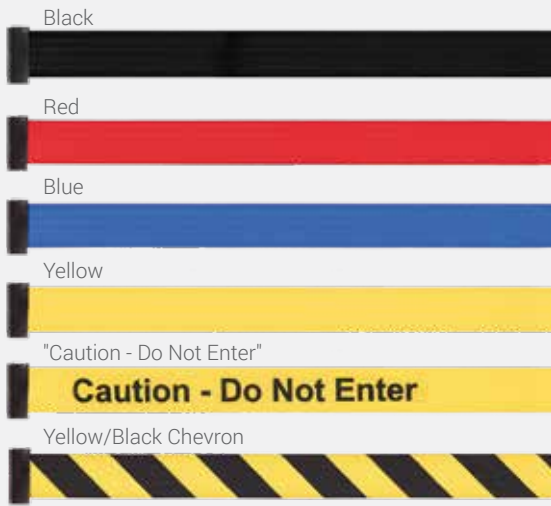 Black
Red
Blue
Yellow
"Caution - Do Not Enter"
Caution - Do Not Enter
Yellow/Black Chevron